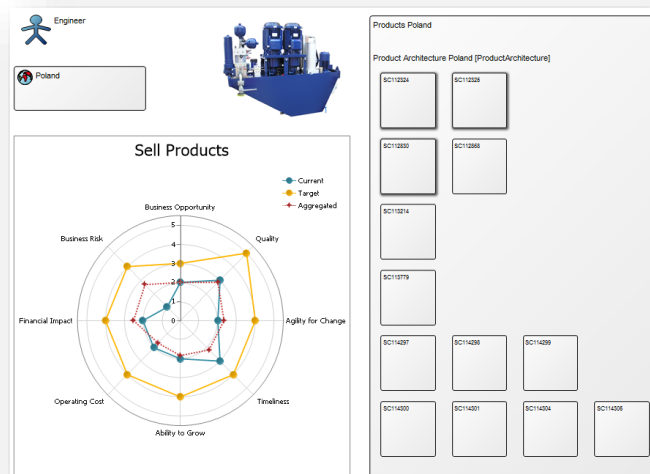 Engineer
Poland
Sell Products
Current
Target
Aggregated
Business Opportunity
Quality
Agility for Change
Timeliness
Ability to Grow
Operating Cost
Financial Impact
Business Risk
5
4
3
2
1
0
Products Poland
Product Architecture Poland [ProductArchitecture]
SC112324
SC112325
SC112830
SC112868
SC113214
SC113779
SC114297
SC114298
SC114299
SC114300
SC114301
SC114304
SC114305